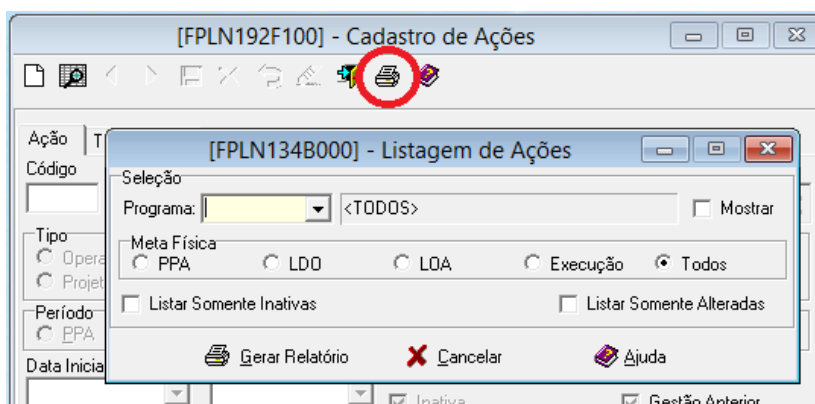 [FPLN192F100] - Cadastro de Ações
Ação
[FPLN134B000] - Listagem de Ações
Código
Seleção
Programa: <TODOS> Mostrar
Tipo
Meta Física
PPA LDO LOA Execução Todos
Listar Somente Inativas Listar Somente Alteradas
Período
PPA
Gerar Relatório Cancelar Ajuda
Data Inicia
Inativa Gestão Anterior